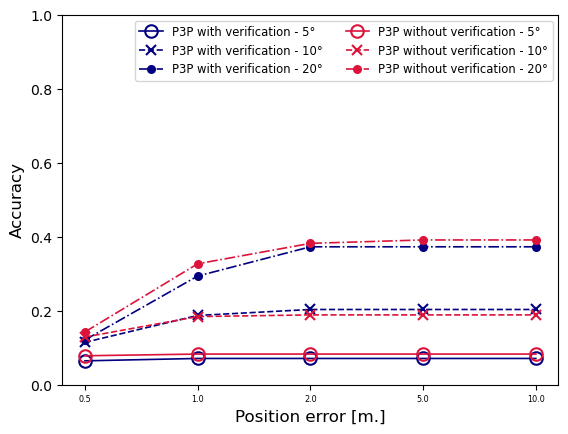 1.0
0.8
0.6
0.4
0.2
0.0
Accuracy
P3P with verification - 5°
P3P with verification - 10°
P3P with verification - 20°
P3P without verification - 5°
P3P without verification - 10°
P3P without verification - 20°
0.5 1.0 2.0 5.0 10.0
Position error [m.]